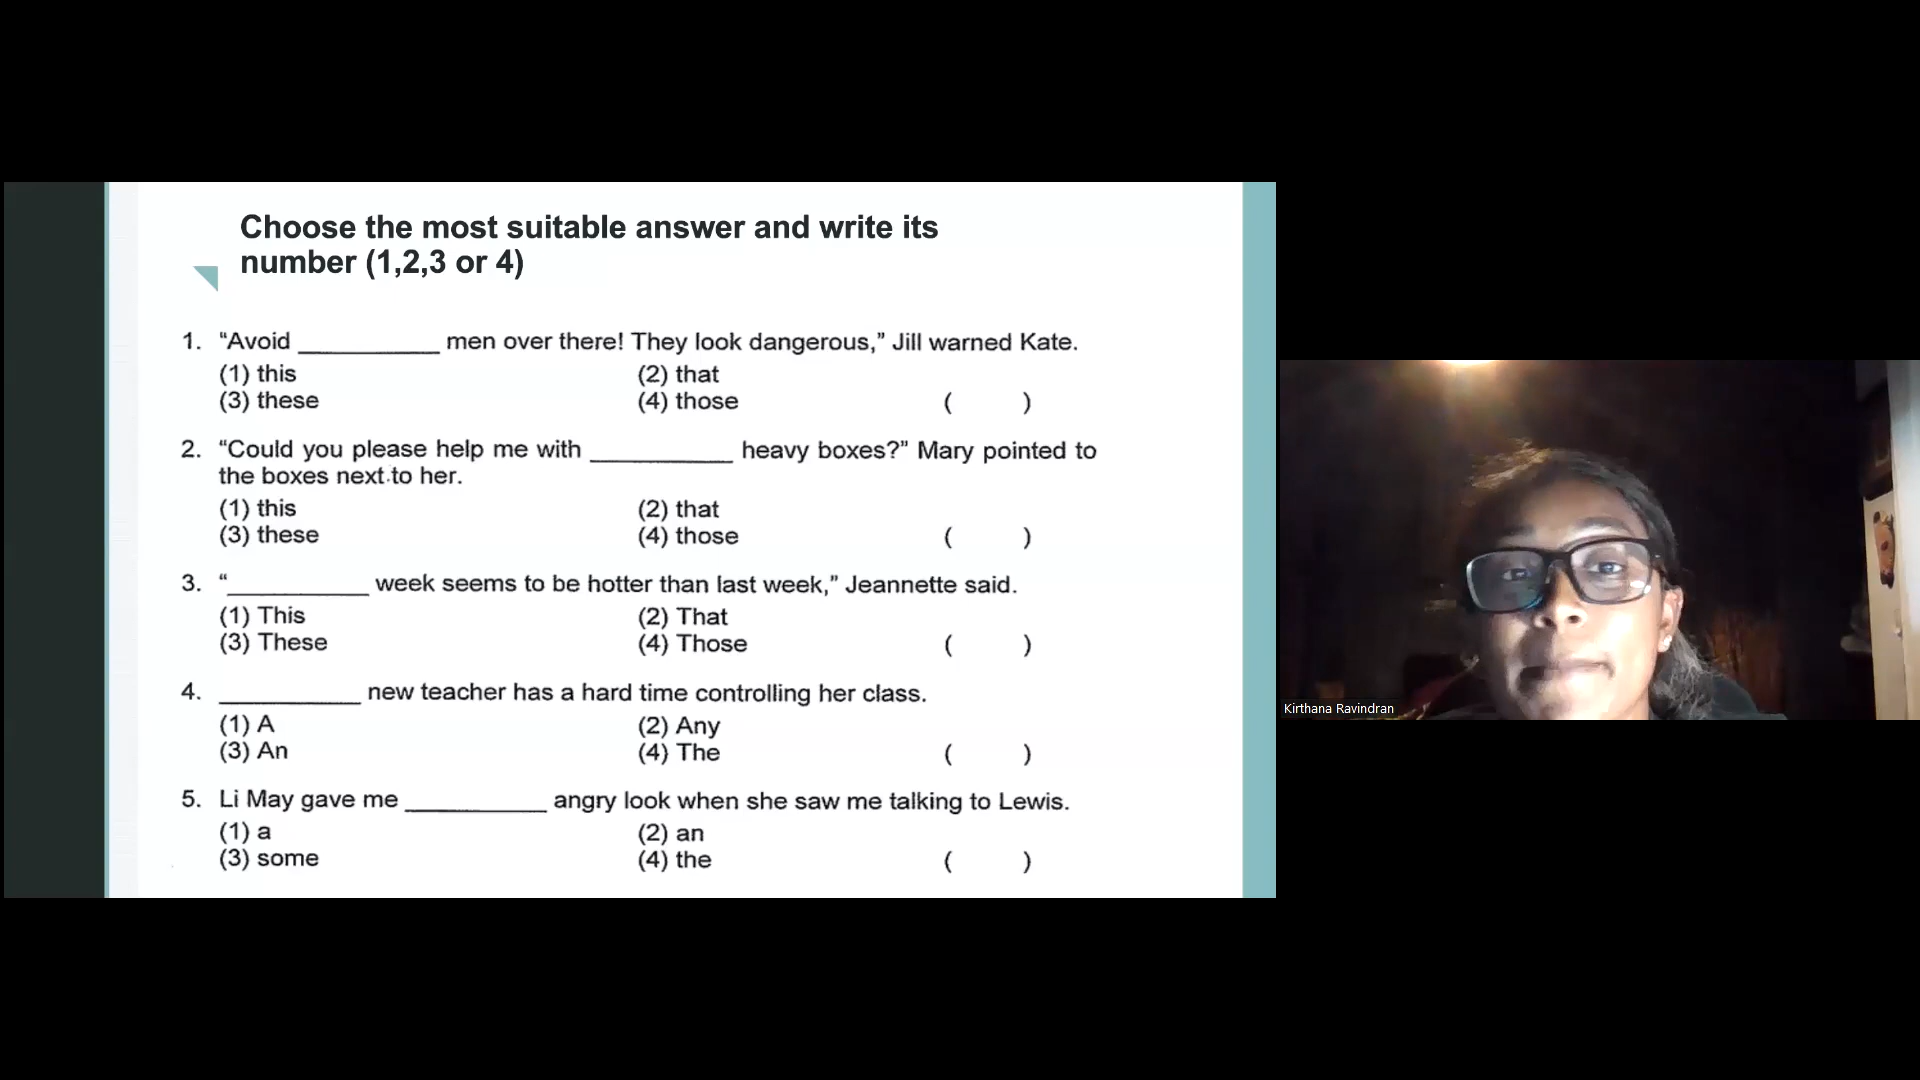 Choose the most suitable answer and write its
number (1,2,3 or 4)
1. “Avoid __________ men over there! They look dangerous,” Jill warned Kate.
(1) this (2) that
(3) these (4) those ( )
2. “Could you please help me with __________ heavy boxes?” Mary pointed to
the boxes next to her.
(1) this (2) that
(3) these (4) those ( )
3. “__________ week seems to be hotter than last week,” Jeannette said.
(1) This (2) That
(3) These (4) Those ( )
4. __________ new teacher has a hard time controlling her class.
(1) A (2) Any
(3) An (4) The ( )
5. Li May gave me __________ angry look when she saw me talking to Lewis.
(1) a (2) an
(3) some (4) the ( )
Kirthana Ravindran